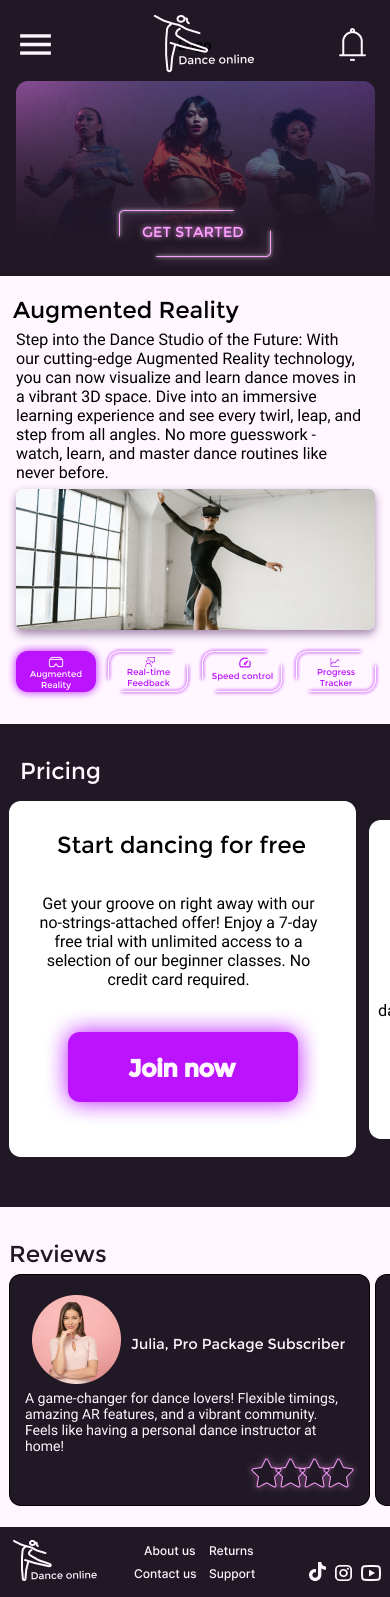 Dance online
GET STARTED
Augmented Reality
Step into the Dance Studio of the Future: With
our cutting-edge Augmented Reality technology,
you can now visualize and learn dance moves in
a vibrant 3D space. Dive into an immersive
learning experience and see every twirl, leap, and
step from all angles. No more guesswork -
watch, learn, and master dance routines like
never before.
Augmented
Reality
Real-time
Feedback
Speed control
Progress
Tracker
Pricing
Start dancing for free
Get your groove on right away with our
no-strings-attached offer! Enjoy a 7-day
free trial with unlimited access to a
selection of our beginner classes. No
credit card required.
Join now
Reviews
Julia, Pro Package Subscriber
A game-changer for dance lovers! Flexible timings,
amazing AR features, and a vibrant community.
Feels like having a personal dance instructor at
home!
Dance online
About us Returns
Contact us Support